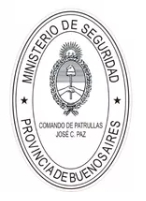 MINISTERIO DE SEGURIDAD
COMANDO DE PATRULLAS
JOSÉ C. PAZ
PROVINCIA DE BUENOS AIRES